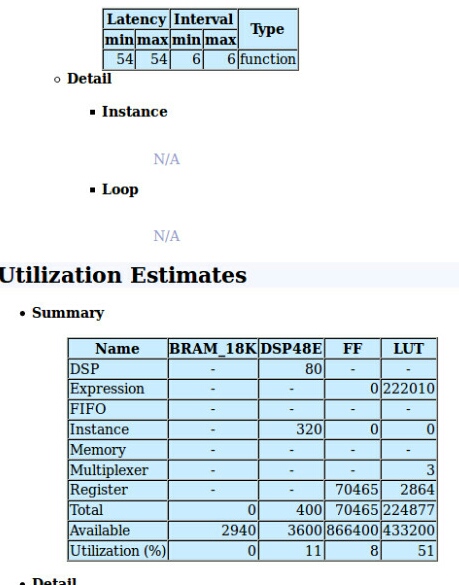 Latency Interval Type
min max min max
54 54 6 6 function
Detail
Instance
N/A
Loop
N/A
Utilization Estimates
Summary
Name BRAM_18K DSP48E FF LUT
DSP - 80 - -
Expression - - 0 222010
FIFO - - - -
Instance - 320 0 0
Memory - - - -
Multiplexer - - - 3
Register - - 70465 2864
Total 0 400 70465 224877
Available 2940 3600 866400 433200
Utilization (%) 0 11 8 51
Detail